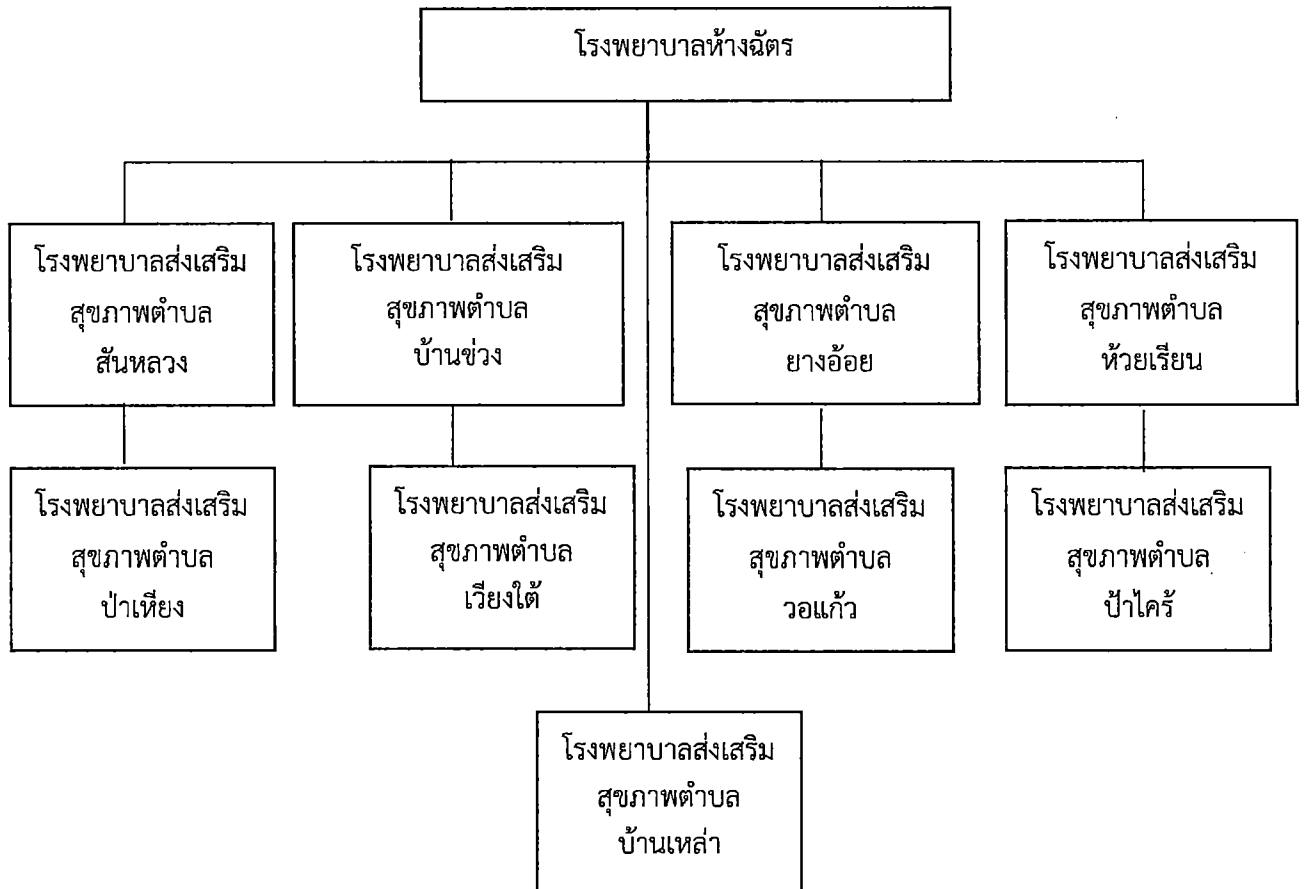 โรงพยาบาลห้างฉัตร
โรงพยาบาลส่งเสริม
สุขภาพตำบล
สันหลวง
โรงพยาบาลส่งเสริม
สุขภาพตำบล
บ้านข่วง
โรงพยาบาลส่งเสริม
สุขภาพตำบล
ยางอ้อย
โรงพยาบาลส่งเสริม
สุขภาพตำบล
ห้วยเรียน
โรงพยาบาลส่งเสริม
สุขภาพตำบล
ป่าเหียง
โรงพยาบาลส่งเสริม
สุขภาพตำบล
เวียงใต้
โรงพยาบาลส่งเสริม
สุขภาพตำบล
วอแก้ว
โรงพยาบาลส่งเสริม
สุขภาพตำบล
ป้าไคร้
โรงพยาบาลส่งเสริม
สุขภาพตำบล
บ้านเหล่า